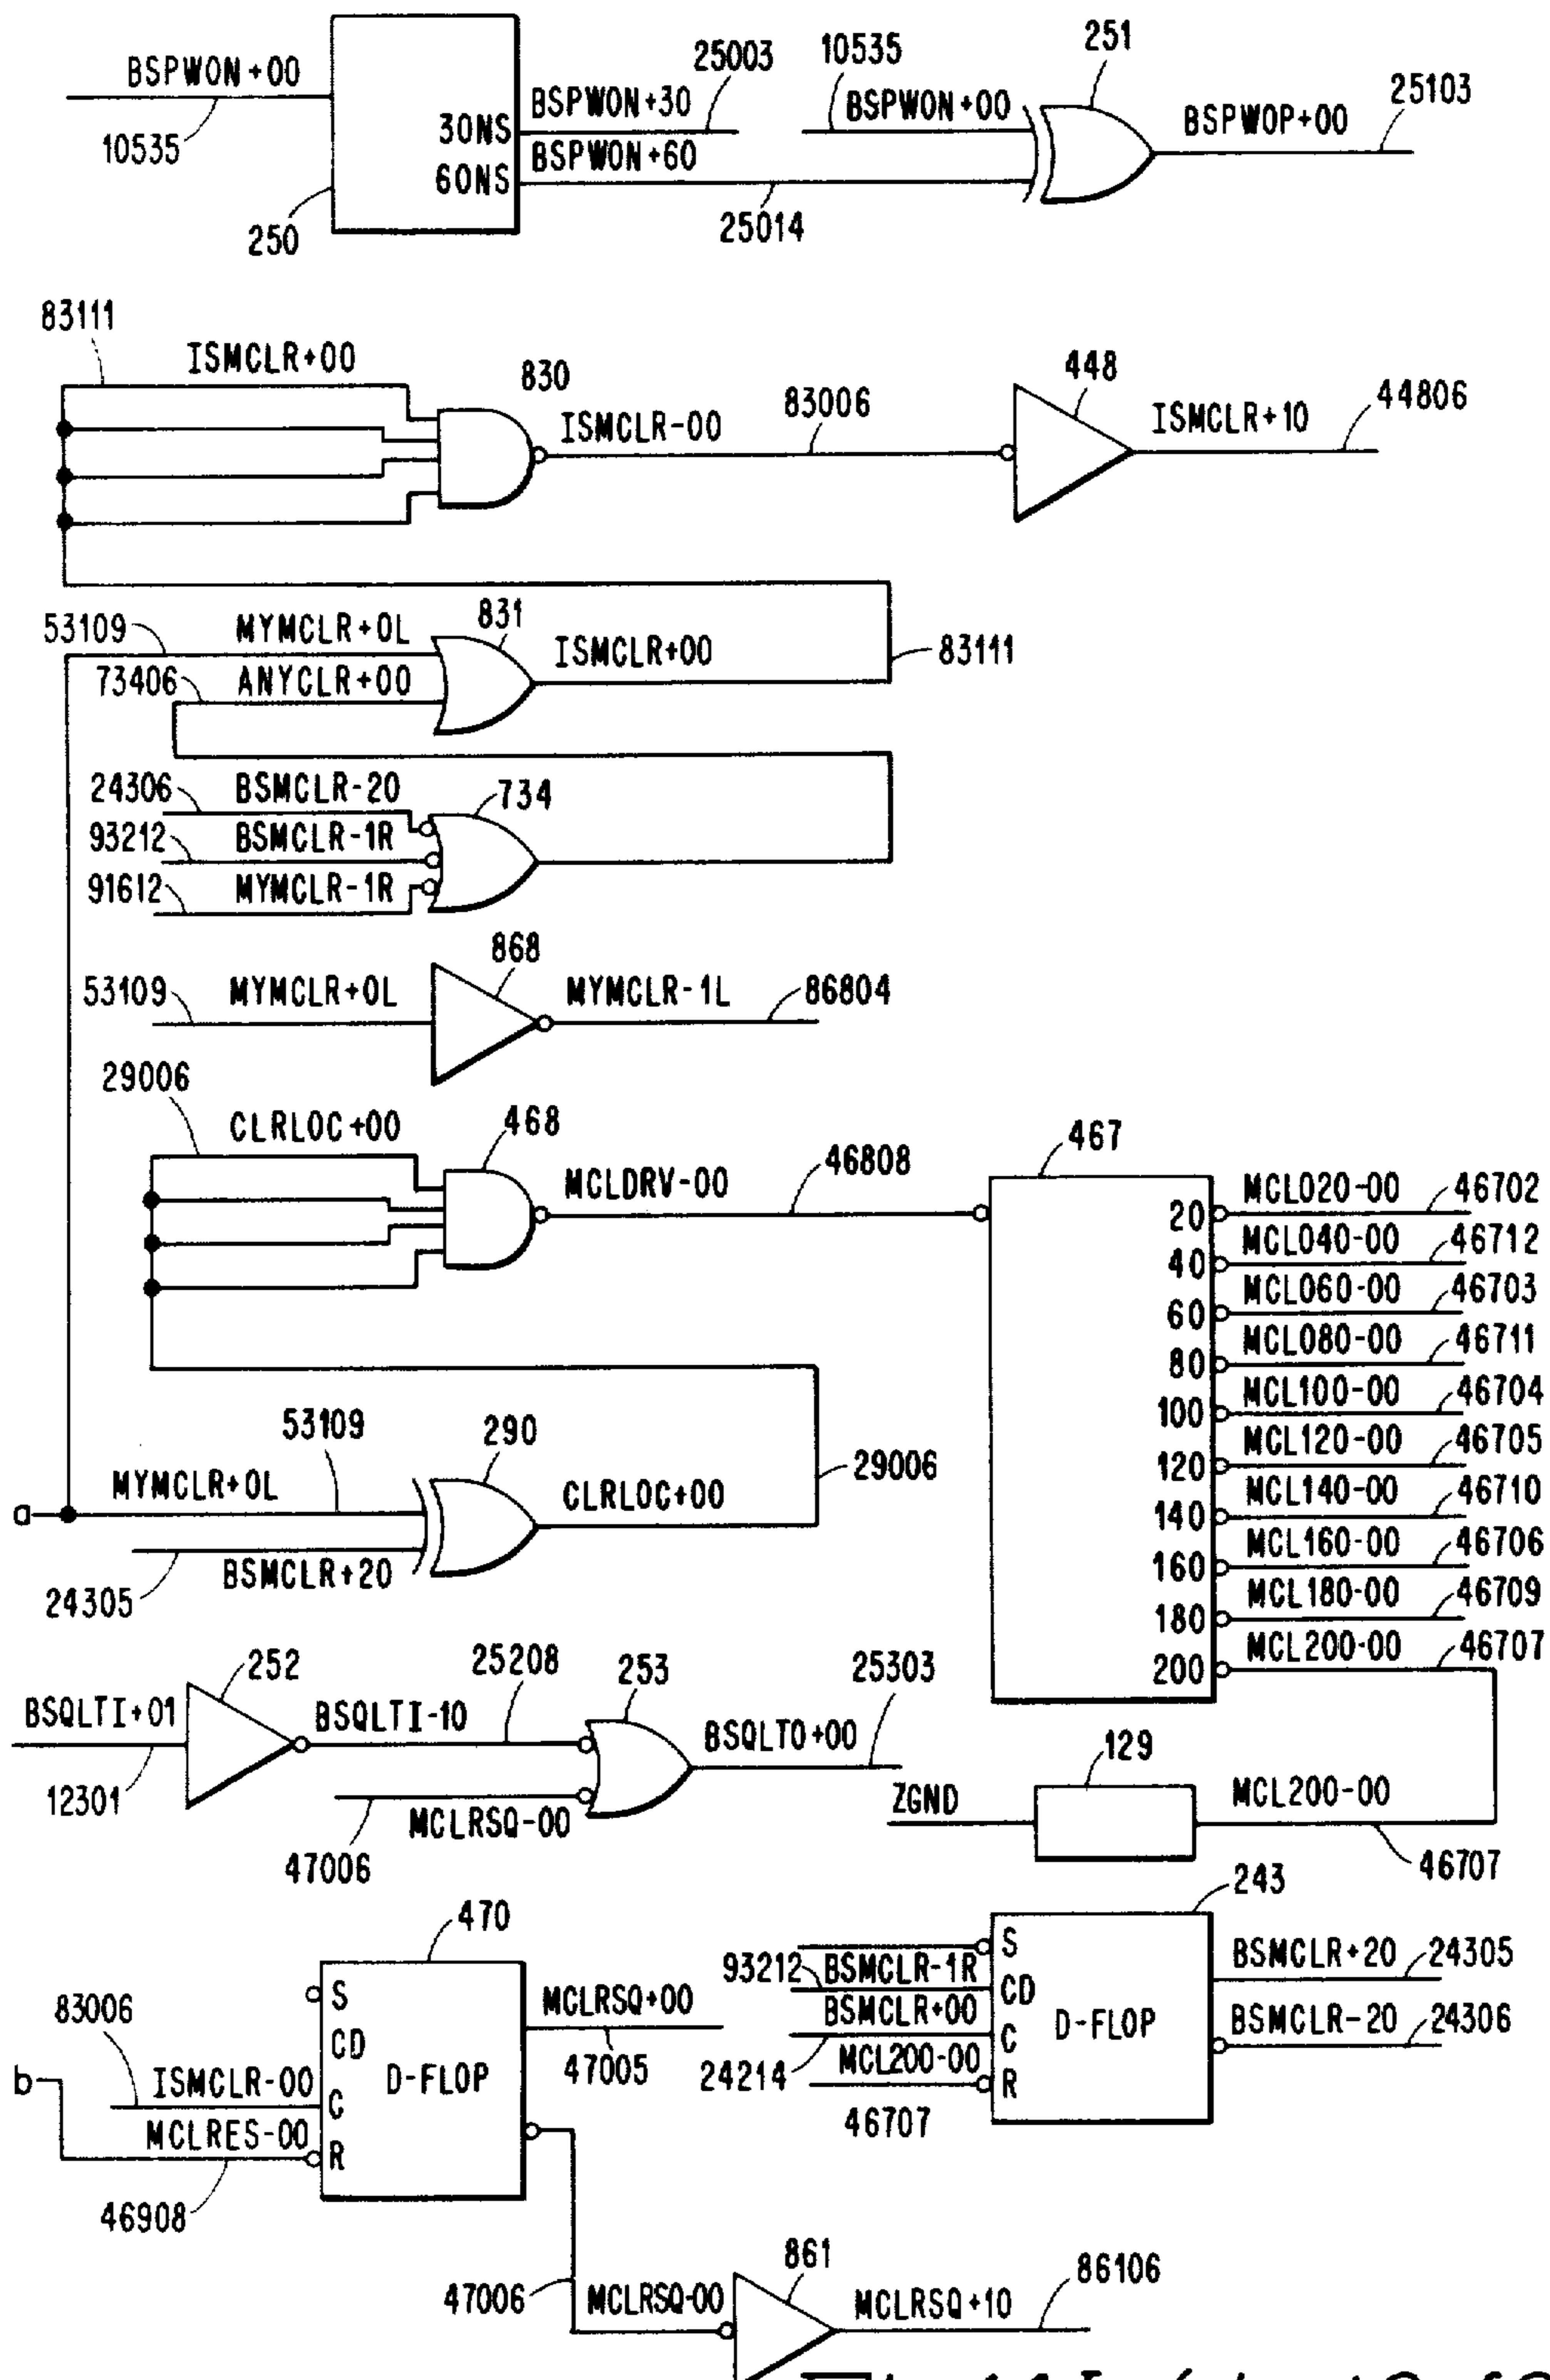 BSPWON+00
10535
250
30NS
60NS
BSPWON+30
25003
BSPWON+60
25014
10535
BSPWON+00
251
BSPWOP+00
25103
83111
ISMCLR+00
830
ISMCLR-00
83006
448
ISMCLR+10
44806
53109
MYMCLR+0L
831
73406
ANYCLR+00
ISMCLR+00
83111
24306
BSMCLR-20
734
93212
BSMCLR-1R
91612
MYMCLR-1R
53109
MYMCLR+0L
868
MYMCLR-1L
86804
29006
CLRLOC+00
468
MCLDRV-00
46808
467
20
MCL020-00
46702
40
MCL040-00
46712
60
MCL060-00
46703
80
MCL080-00
46711
100
MCL100-00
46704
120
MCL120-00
46705
140
MCL140-00
46710
160
MCL160-00
46706
180
MCL180-00
46709
200
MCL200-00
46707
a
MYMCLR+0L
53109
290
CLRLOC+00
29006
24305
BSMCLR+20
BSQLTI+01
12301
252
BSQLTI-10
25208
253
BSQLTO+00
25303
MCLRSQ-00
47006
ZGND
129
MCL200-00
46707
470
S
CD
C
R
D-FLOP
83006
ISMCLR-00
b
MCLRES-00
46908
MCLRSQ+00
47005
47006
MCLRSQ-00
861
MCLRSQ+10
86106
243
S
CD
C
R
D-FLOP
93212
BSMCLR-1R
BSMCLR+00
24214
MCL200-00
46707
BSMCLR+20
24305
BSMCLR-20
24306